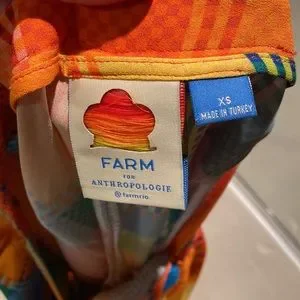 FARM
FOR
ANTHROPOLOGIE
@farmrio
XS
MADE IN TURKEY